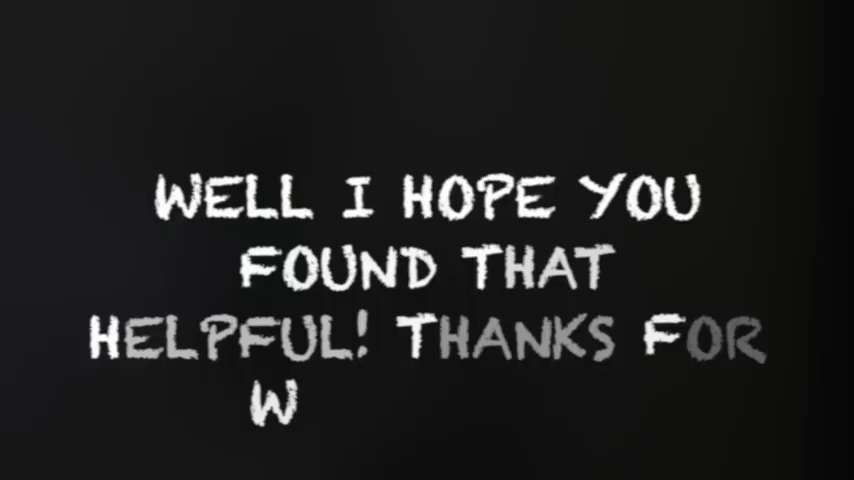 WELL I HOPE YOU
FOUND THAT
HELPFUL! THANKS FOR
W